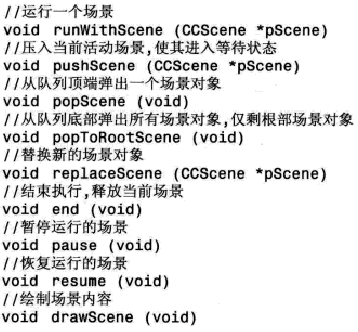 //运行一个场景
void runWithScene (CCScene *pScene)
//压入当前活动场景,使其进入等待状态
void pushScene (CCScene *pScene)
//从队列顶端弹出一个场景对象
void popScene (void)
//从队列底部弹出所有场景对象,仅剩根部场景对象
void popToRootScene (void)
//替换新的场景对象
void replaceScene (CCScene *pScene)
//结束执行,释放当前场景
void end (void)
//暂停运行的场景
void pause (void)
//恢复运行的场景
void resume (void)
//绘制场景内容
void drawScene (void)